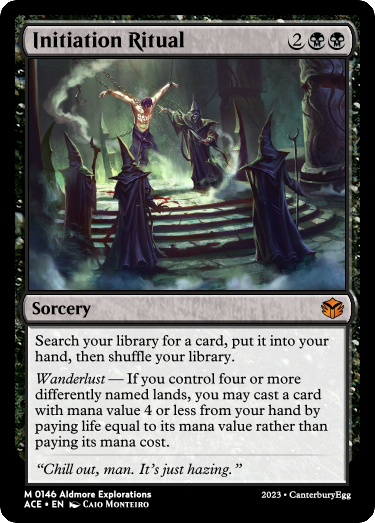 Initiation Ritual 2
Sorcery
Search your library for a card, put it into your
hand, then shuffle your library.
Wanderlust — If you control four or more
differently named lands, you may cast a card
with mana value 4 or less from your hand by
paying life equal to its mana value rather than
paying its mana cost.
“Chill out, man. It’s just hazing.”
M 0146 Aldmore Explorations
ACE • EN Caio Monteiro
2023 • CanterburyEgg